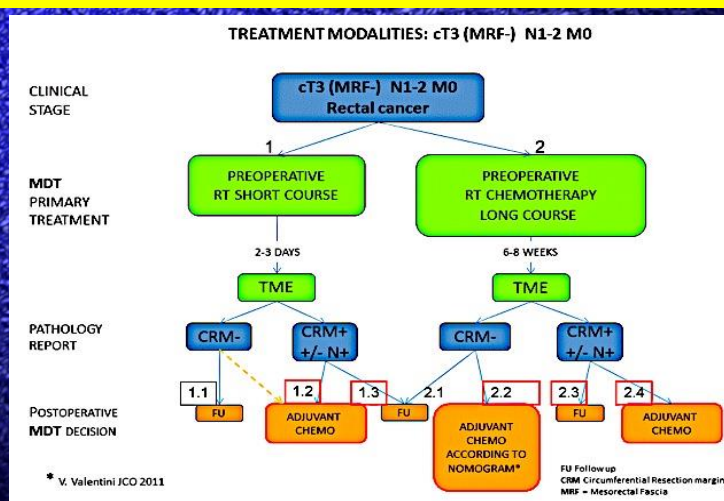 TREATMENT MODALITIES: cT3 (MRF-) N1-2 M0
CLINICAL
STAGE
cT3 (MRF-) N1-2 M0
Rectal cancer
1
2
MDT
PRIMARY
TREATMENT
PREOPERATIVE
RT SHORT COURSE
PREOPERATIVE
RT CHEMOTHERAPY
LONG COURSE
2-3 DAYS
6-8 WEEKS
TME
TME
PATHOLOGY
REPORT
CRM-
CRM+
+/- N+
CRM-
CRM+
+/- N+
1.1
1.2
1.3
2.1
2.2
2.3
2.4
POSTOPERATIVE
MDT DECISION
FU
ADJUVANT
CHEMO
FU
ADJUVANT
CHEMO
ACCORDING TO
NOMOGRAM*
FU
ADJUVANT
CHEMO
* V. Valentini JCO 2011
FU Follow up
CRM Circumferential Resection margin
MRF = Mesorectal Fascia